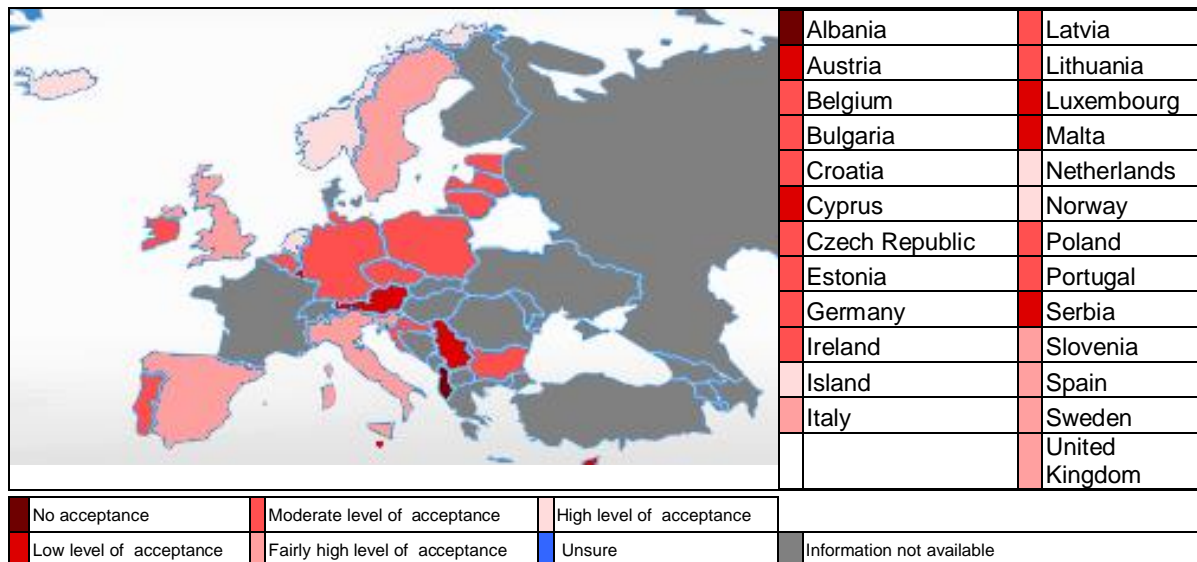 Albania Latvia
Austria Lithuania
Belgium Luxembourg
Bulgaria Malta
Croatia Netherlands
Cyprus Norway
Czech Republic Poland
Estonia Portugal
Germany Serbia
Ireland Slovenia
Island Spain
Italy Sweden
United
Kingdom
No acceptance Moderate level of acceptance High level of acceptance
Low level of acceptance Fairly high level of acceptance Unsure Information not available